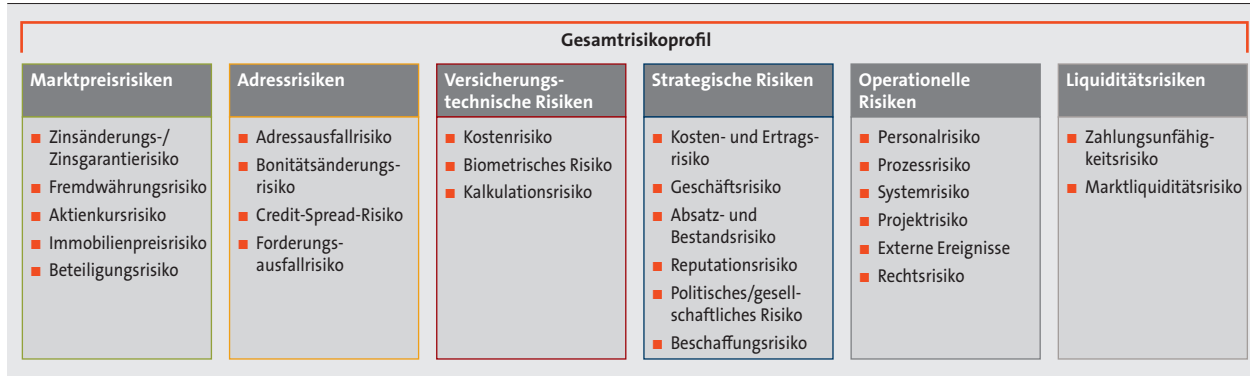 Gesamtrisikoprofil
Marktpreisrisiken
Zinsänderungs-/
Zinsgarantierisiko
Fremdwährungsrisiko
Aktienkursrisiko
Immobilienpreisrisiko
Beteiligungsrisiko
Adressrisiken
Adressausfallrisiko
Bonitätsänderungs-
risiko
Credit-Spread-Risiko
Forderungs-
ausfallrisiko
Versicherungs-
technische Risiken
Kostenrisiko
Biometrisches Risiko
Kalkulationsrisiko
Strategische Risiken
Kosten- und Ertrags-
risiko
Geschäftsrisiko
Absatz- und
Bestandsrisiko
Reputationsrisiko
Politisches/gesell-
schaftliches Risiko
Beschaffungsrisiko
Operationelle
Risiken
Personalrisiko
Prozessrisiko
Systemrisiko
Projektrisiko
Externe Ereignisse
Rechtsrisiko
Liquiditätsrisiken
Zahlungsunfähig-
keitsrisiko
Marktliquiditätsrisiko